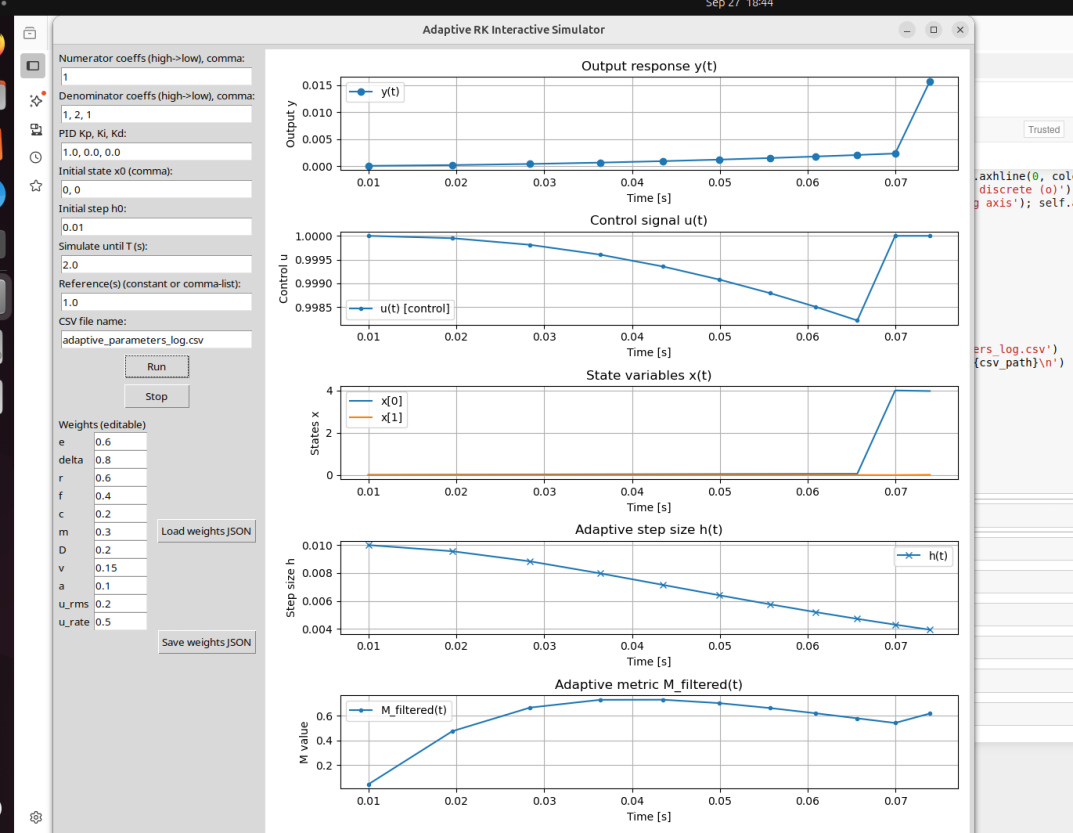 Sep 27 18:44
Adaptive RK Interactive Simulator
Numerator coeffs (high->low), comma:
1
Denominator coeffs (high->low), comma:
1, 2, 1
PID Kp, Ki, Kd:
1.0, 0.0, 0.0
Initial state x0 (comma):
0, 0
Initial step h0:
0.01
Simulate until T (s):
2.0
Reference(s) (constant or comma-list):
1.0
CSV file name:
adaptive_parameters_log.csv
Run
Stop
Weights (editable)
e 0.6
delta 0.8
r 0.6
f 0.4
c 0.2
m 0.3
D 0.2
v 0.15
a 0.1
u_rms 0.2
u_rate 0.5
Load weights JSON
Save weights JSON
Output response y(t)
y(t)
Output y
0.015
0.010
0.005
0.000
0.01 0.02 0.03 0.04 0.05 0.06 0.07
Time [s]
Control signal u(t)
Control u
1.0000
0.9995
0.9990
0.9985
u(t) [control]
0.01 0.02 0.03 0.04 0.05 0.06 0.07
Time [s]
State variables x(t)
x[0]
x[1]
States x
4
2
0
0.01 0.02 0.03 0.04 0.05 0.06 0.07
Time [s]
Adaptive step size h(t)
h(t)
Step size h
0.010
0.008
0.006
0.004
0.01 0.02 0.03 0.04 0.05 0.06 0.07
Time [s]
Adaptive metric M_filtered(t)
M_filtered(t)
M value
0.6
0.4
0.2
0.01 0.02 0.03 0.04 0.05 0.06 0.07
Time [s]
Trusted
.axhline(0, col
discrete (o)')
g axis'); self.
ers_log.csv')
{csv_path}\n')